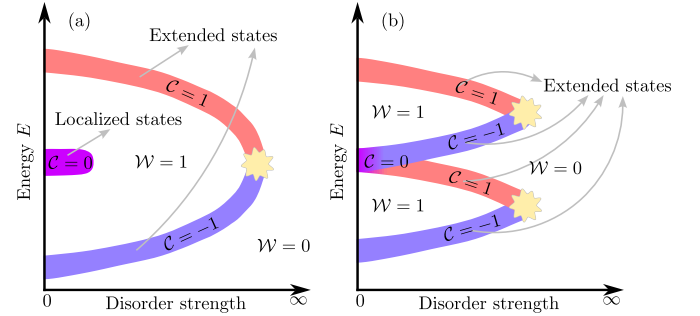 (a)
Extended states
𝒞 = 1
Localized states
𝒞 = 0
𝒲 = 1
𝒞 = −1
𝒲 = 0
Energy E
0
Disorder strength
∞
(b)
Extended states
𝒲 = 1
𝒞 = 1
𝒞 = −1
𝒞 = 0
𝒲 = 0
𝒞 = 1
𝒲 = 1
𝒞 = −1
Energy E
0
Disorder strength
∞